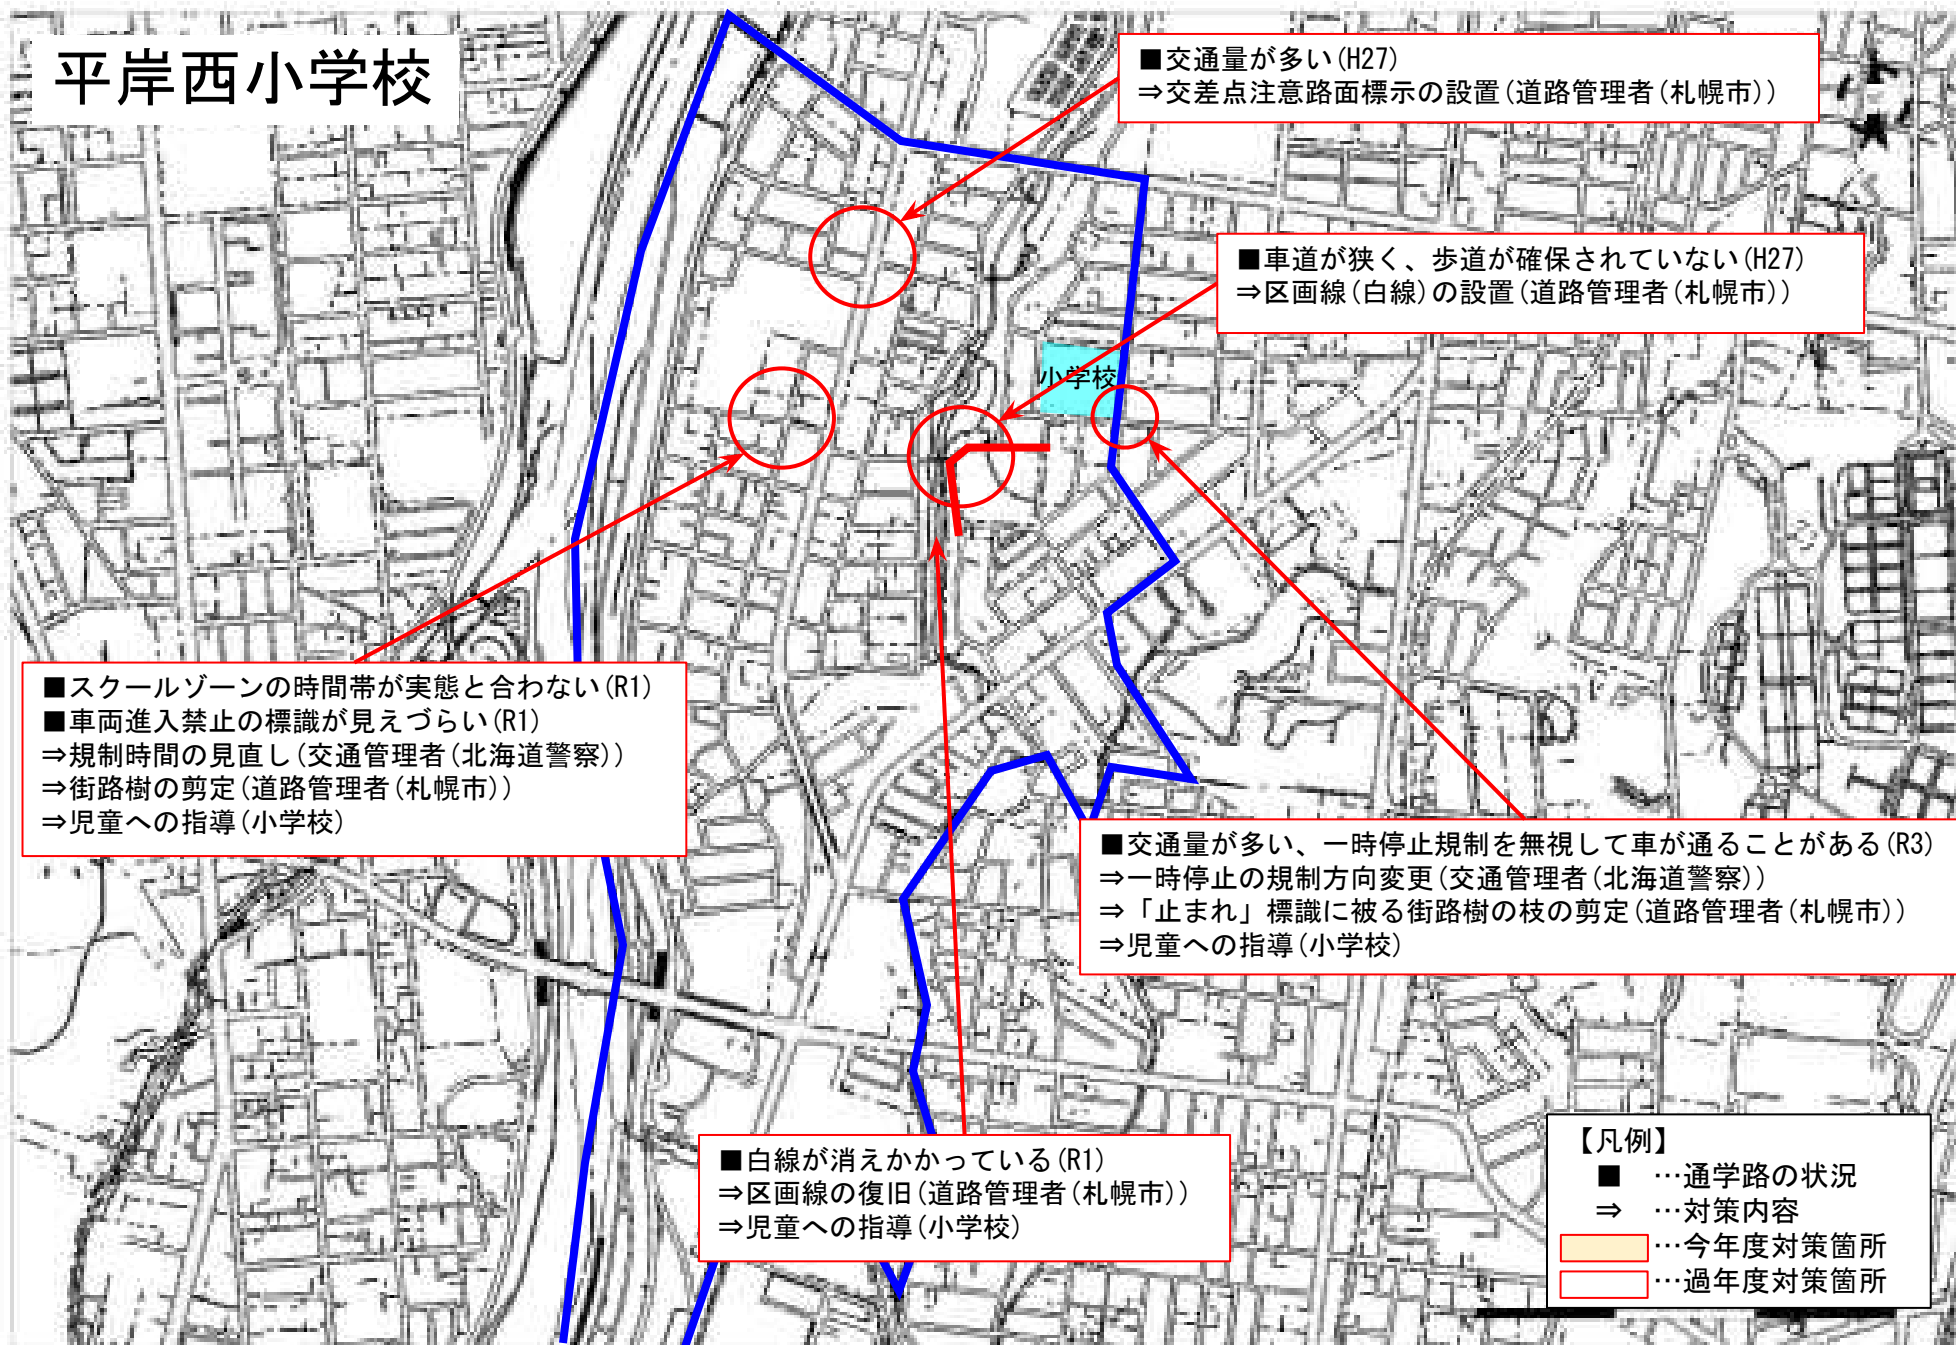 平岸西小学校
■交通量が多い(H27)
⇒交差点注意路面標示の設置(道路管理者(札幌市))
■車道が狭く、歩道が確保されていない(H27)
⇒区画線(白線)の設置(道路管理者(札幌市))
小学校
■スクールゾーンの時間帯が実態と合わない(R1)
■車両進入禁止の標識が見えづらい(R1)
⇒規制時間の見直し(交通管理者(北海道警察))
⇒街路樹の剪定(道路管理者(札幌市))
⇒児童への指導(小学校)
■交通量が多い、一時停止規制を無視して車が通ることがある(R3)
⇒一時停止の規制方向変更(交通管理者(北海道警察))
⇒「止まれ」標識に被る街路樹の枝の剪定(道路管理者(札幌市))
⇒児童への指導(小学校)
■白線が消えかかっている(R1)
⇒区画線の復旧(道路管理者(札幌市))
⇒児童への指導(小学校)
【凡例】
■ …通学路の状況
⇒ …対策内容
…今年度対策箇所
…過年度対策箇所